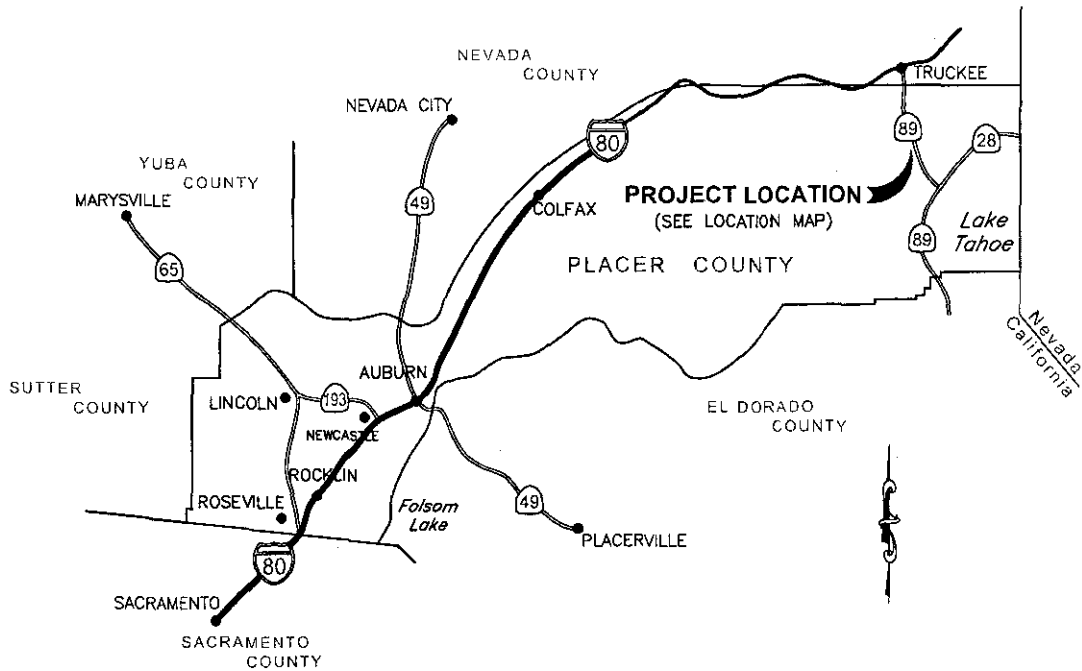 NEVADA
COUNTY
TRUCKEE
NEVADA CITY
89
28
80
YUBA
COUNTY
MARYSVILLE
49
PROJECT LOCATION
(SEE LOCATION MAP)
COLFAX
Lake
Tahoe
89
65
PLACER COUNTY
Nevada
California
AUBURN
SUTTER
COUNTY
LINCOLN
193
NEWCASTLE
EL DORADO
COUNTY
ROCKLIN
ROSEVILLE
Folsom
Lake
49
PLACERVILLE
80
SACRAMENTO
SACRAMENTO
COUNTY